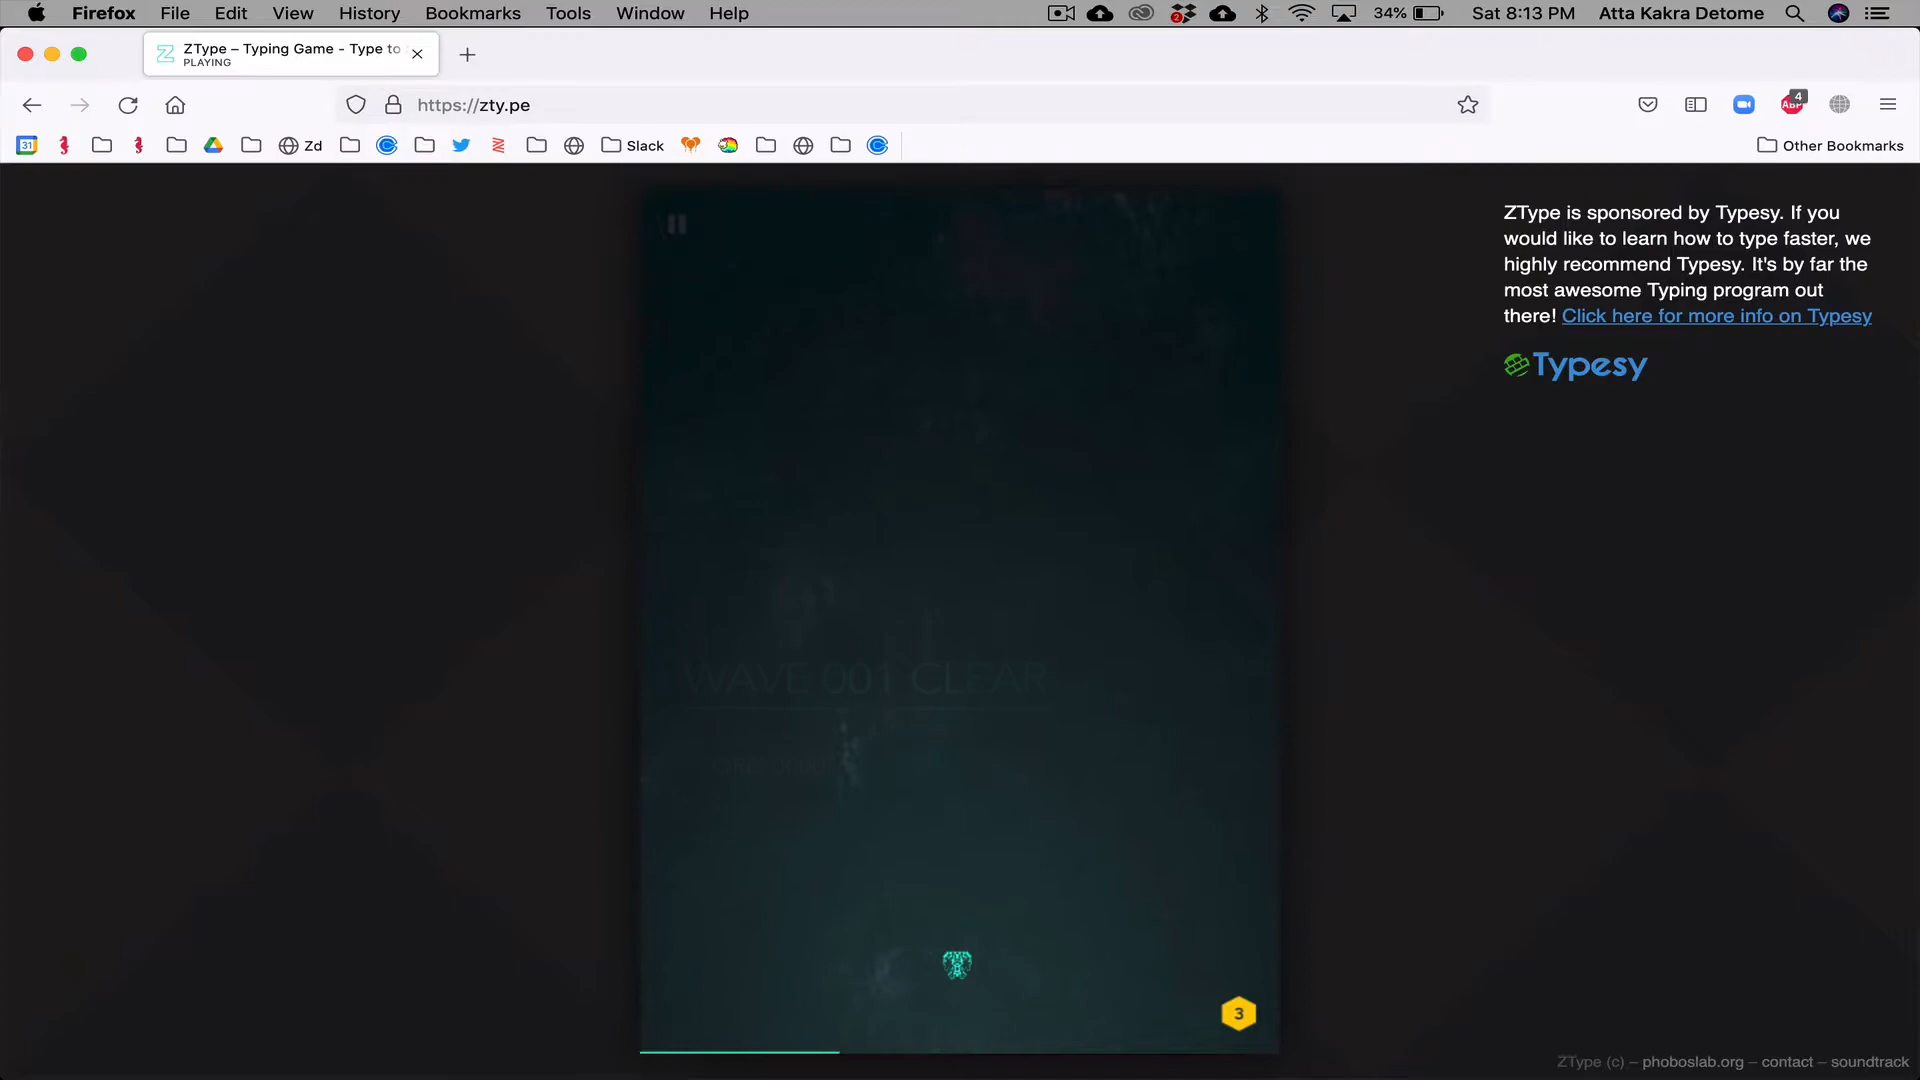 Firefox File Edit View History Bookmarks Tools Window Help 2 34% Sat 8:13 PM Atta Kakra Detome
ZType – Typing Game - Type to
PLAYING
https://zty.pe
4
ABP
31 Zd Slack Other Bookmarks
ZType is sponsored by Typesy. If you
would like to learn how to type faster, we
highly recommend Typesy. It's by far the
most awesome Typing program out
there! Click here for more info on Typesy
Typesy
WAVE 001 CLEAR
3
ZType (c) – phoboslab.org – contact – soundtrack